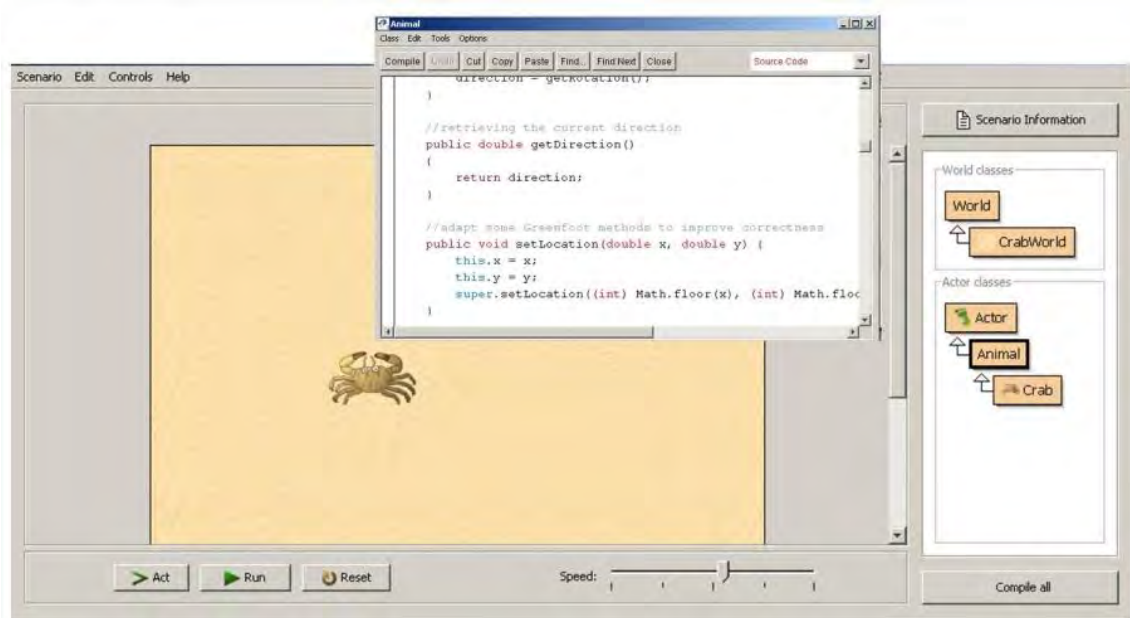 Animal
Class Edit Tools Options
Compile Undo Cut Copy Paste Find... Find Next Close Source Code
direction = getRotation();
}
//retrieving the current direction
public double getDirection()
{
return direction;
}
//adapt some Greenfoot methods to improve correctness
public void setLocation(double x, double y) {
this.x = x;
this.y = y;
super.setLocation((int) Math.floor(x), (int) Math.floo
}
Scenario Edit Controls Help
Scenario Information
World classes
World
CrabWorld
Actor classes
Actor
Animal
Crab
Act Run Reset Speed:
Compile all